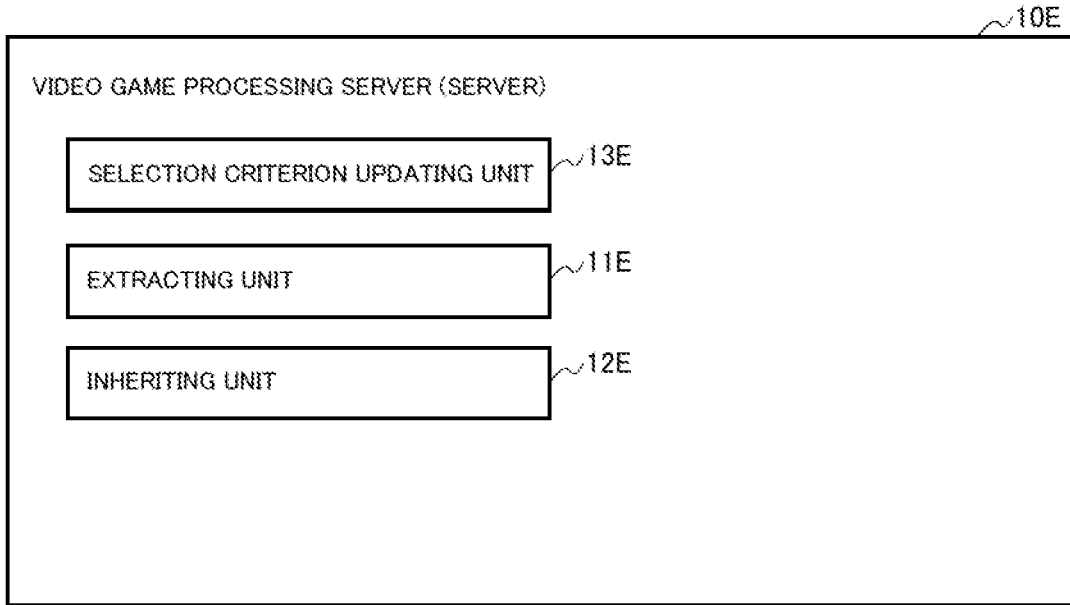 10E
VIDEO GAME PROCESSING SERVER (SERVER)
SELECTION CRITERION UPDATING UNIT
13E
EXTRACTING UNIT
11E
INHERITING UNIT
12E